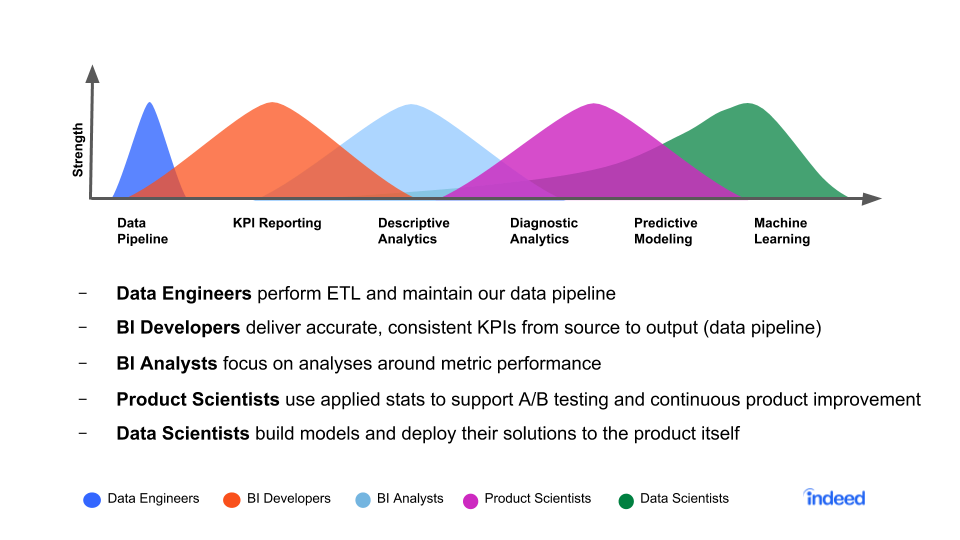 Strength
Data
Pipeline
KPI Reporting
Descriptive
Analytics
Diagnostic
Analytics
Predictive
Modeling
Machine
Learning
– Data Engineers perform ETL and maintain our data pipeline
– BI Developers deliver accurate, consistent KPIs from source to output (data pipeline)
– BI Analysts focus on analyses around metric performance
– Product Scientists use applied stats to support A/B testing and continuous product improvement
– Data Scientists build models and deploy their solutions to the product itself
Data Engineers
BI Developers
BI Analysts
Product Scientists
Data Scientists
indeed